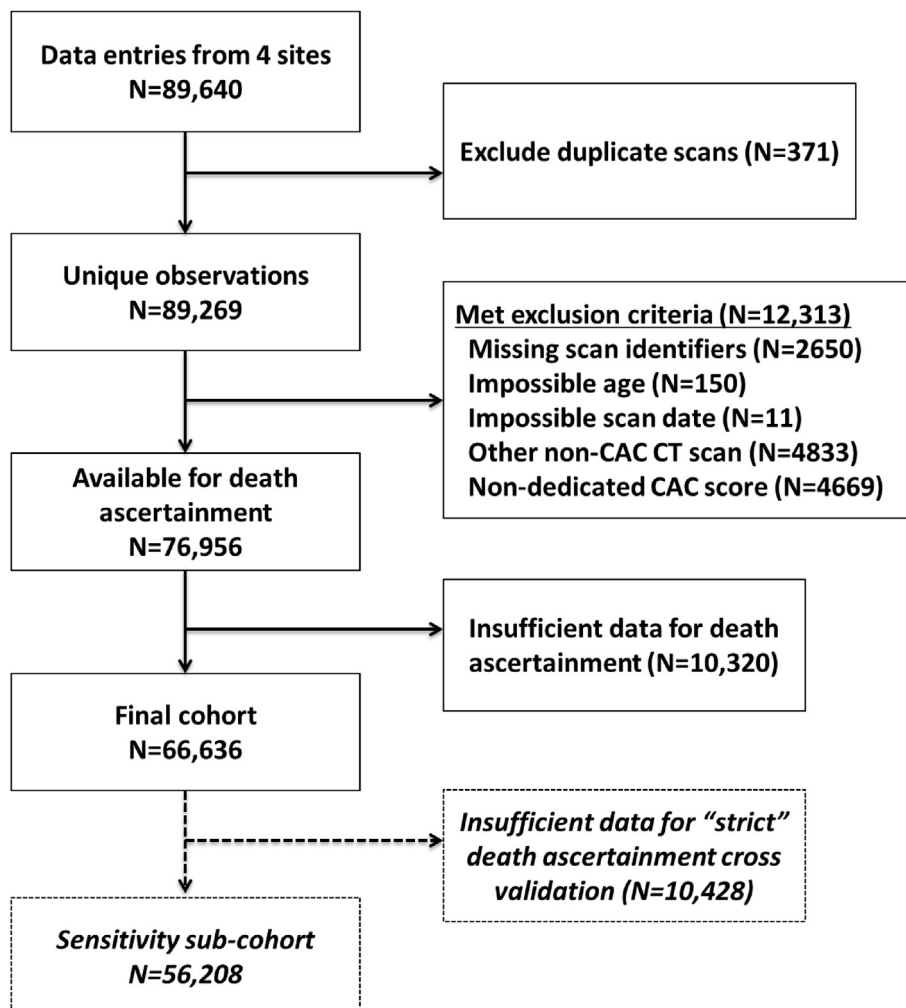 Data entries from 4 sites
N=89,640
Exclude duplicate scans (N=371)
Unique observations
N=89,269
Met exclusion criteria (N=12,313)
Missing scan identifiers (N=2650)
Impossible age (N=150)
Impossible scan date (N=11)
Other non-CAC CT scan (N=4833)
Non-dedicated CAC score (N=4669)
Available for death
ascertainment
N=76,956
Insufficient data for death
ascertainment (N=10,320)
Final cohort
N=66,636
Insufficient data for “strict”
death ascertainment cross
validation (N=10,428)
Sensitivity sub-cohort
N=56,208